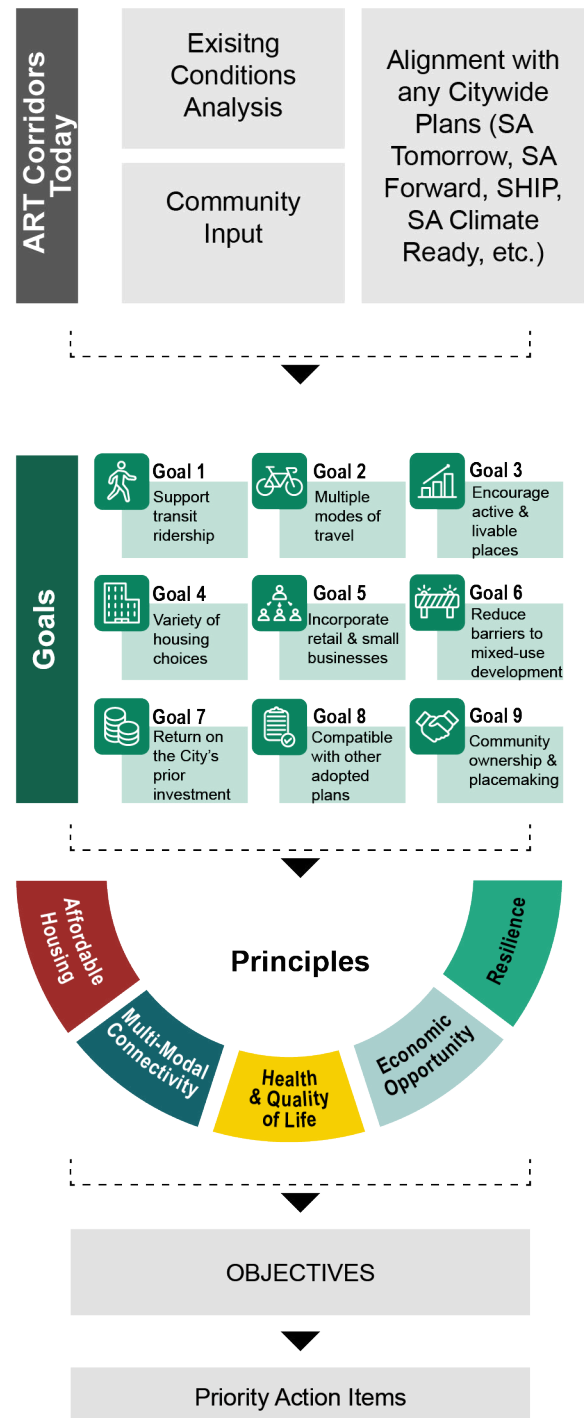 ART Corridors
Today
Exisitng
Conditions
Analysis
Community
Input
Alignment with
any Citywide
Plans (SA
Tomorrow, SA
Forward, SHIP,
SA Climate
Ready, etc.)
Goals
Goal 1
Support
transit
ridership
Goal 2
Multiple
modes of
travel
Goal 3
Encourage
active &
livable
places
Goal 4
Variety of
housing
choices
Goal 5
Incorporate
retail & small
businesses
Goal 6
Reduce
barriers to
mixed-use
development
Goal 7
Return on
the City’s
prior
investment
Goal 8
Compatible
with other
adopted
plans
Goal 9
Community
ownership &
placemaking
Principles
Affordable
Housing
Multi-Modal
Connectivity
Health
& Quality
of Life
Economic
Opportunity
Resilience
OBJECTIVES
Priority Action Items